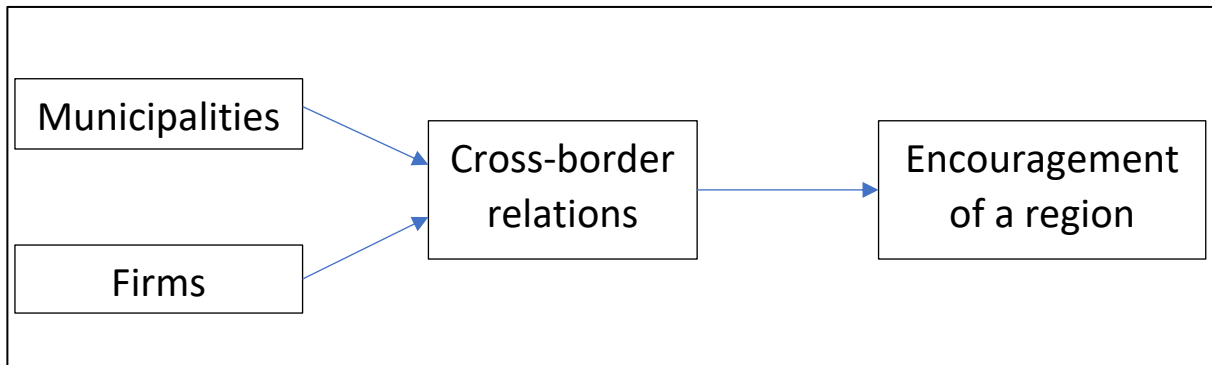 Municipalities
Firms
Cross-border
relations
Encouragement
of a region